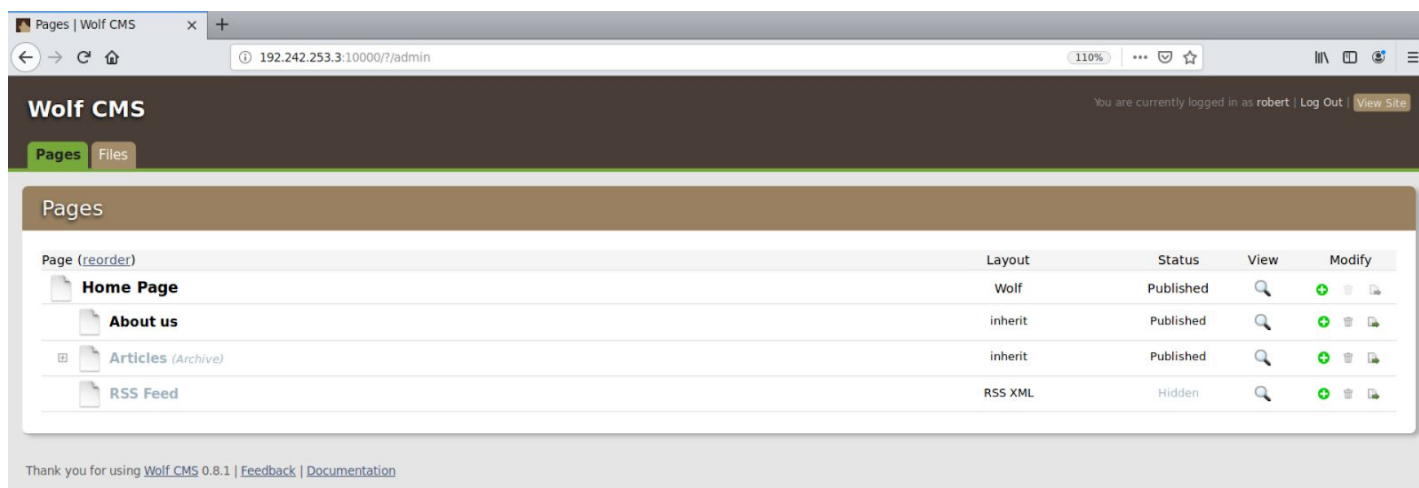 Pages | Wolf CMS
192.242.253.3:10000/?/admin 110%
Wolf CMS You are currently logged in as robert | Log Out | View Site
Pages Files
Pages
Page (reorder) Layout Status View Modify
Home Page Wolf Published
About us inherit Published
Articles (Archive) inherit Published
RSS Feed RSS XML Hidden
Thank you for using Wolf CMS 0.8.1 | Feedback | Documentation